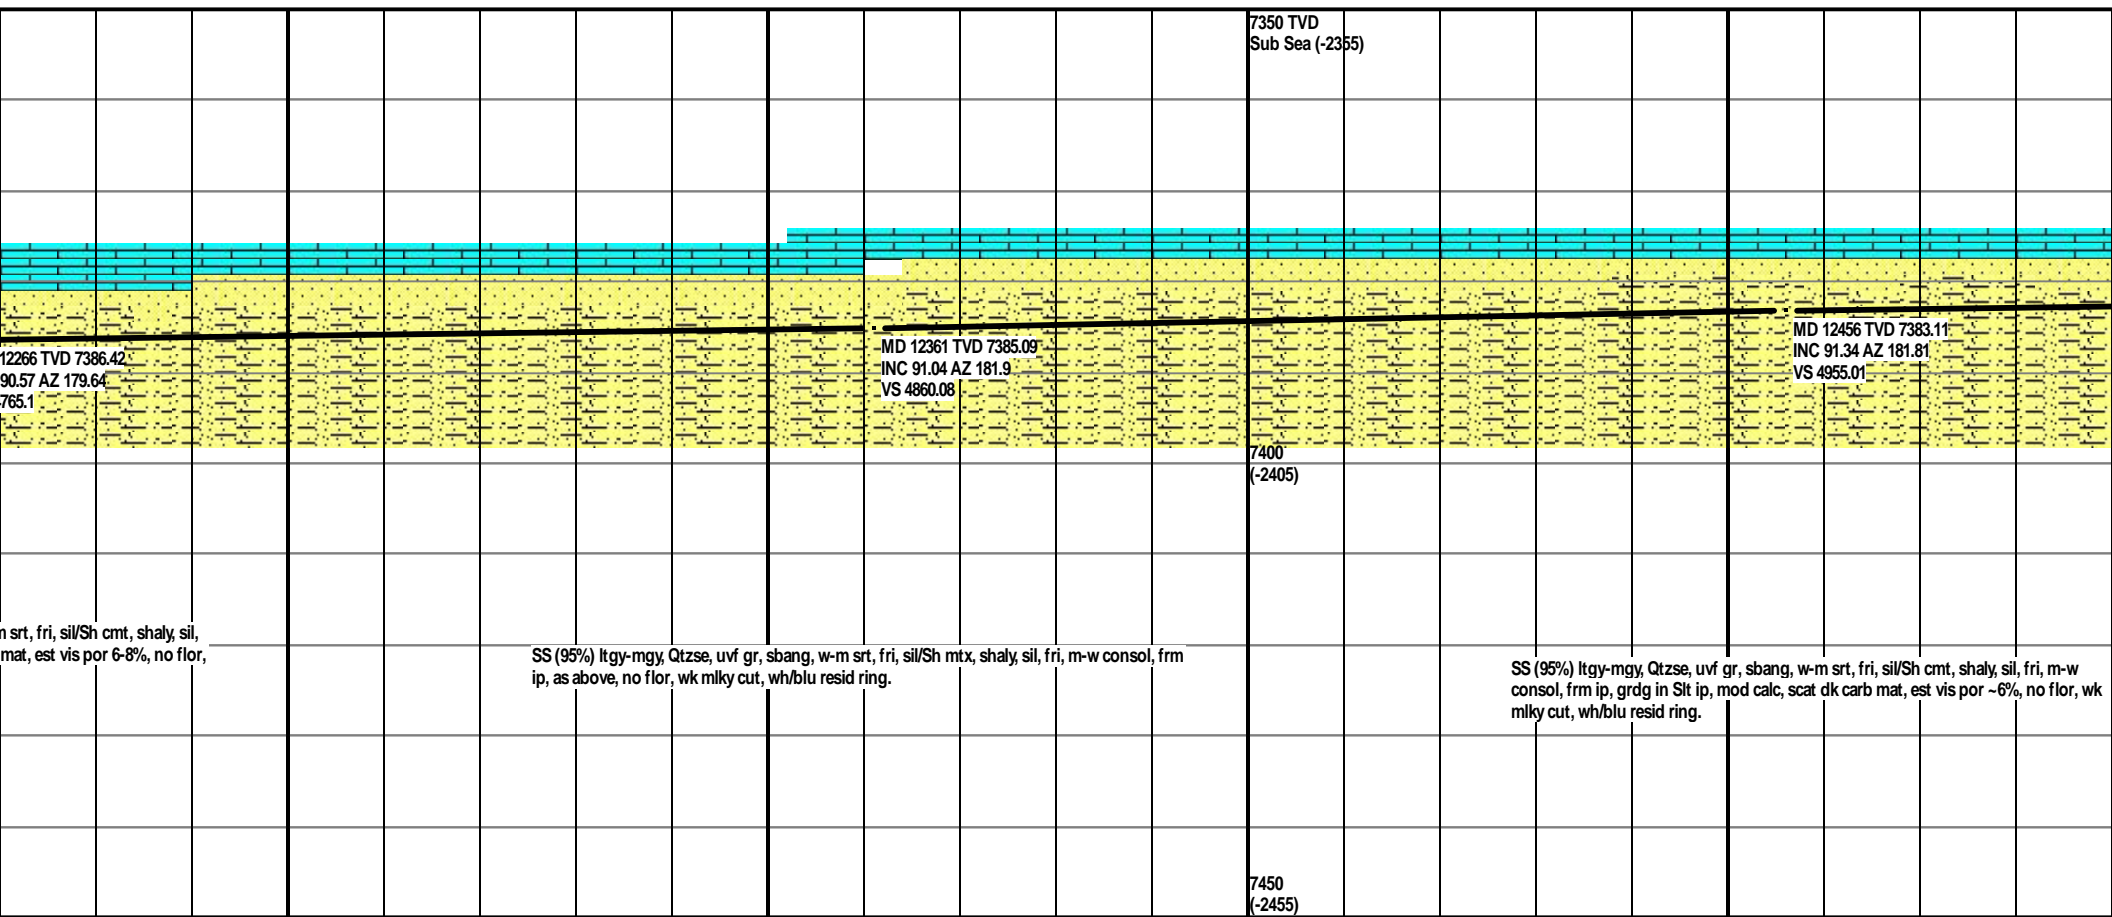 7350 TVD
Sub Sea (-2355)
12266 TVD 7386.42
90.57 AZ 179.64
765.1
MD 12361 TVD 7385.09
INC 91.04 AZ 181.9
VS 4860.08
MD 12456 TVD 7383.11
INC 91.34 AZ 181.81
VS 4955.01
7400
(-2405)
srt, fri, sil/Sh cmt, shaly, sil,
mat, est vis por 6-8%, no flor,
SS (95%) ltgy-mgy, Qtzse, uvf gr, sbang, w-m srt, fri, sil/Sh mtx, shaly, sil, fri, m-w consol, frm
ip, as above, no flor, wk mlky cut, wh/blu resid ring.
SS (95%) ltgy-mgy, Qtzse, uvf gr, sbang, w-m srt, fri, sil/Sh cmt, shaly, sil, fri, m-w
consol, frm ip, grdg in Slt ip, mod calc, scat dk carb mat, est vis por ~6%, no flor, wk
mlky cut, wh/blu resid ring.
7450
(-2455)